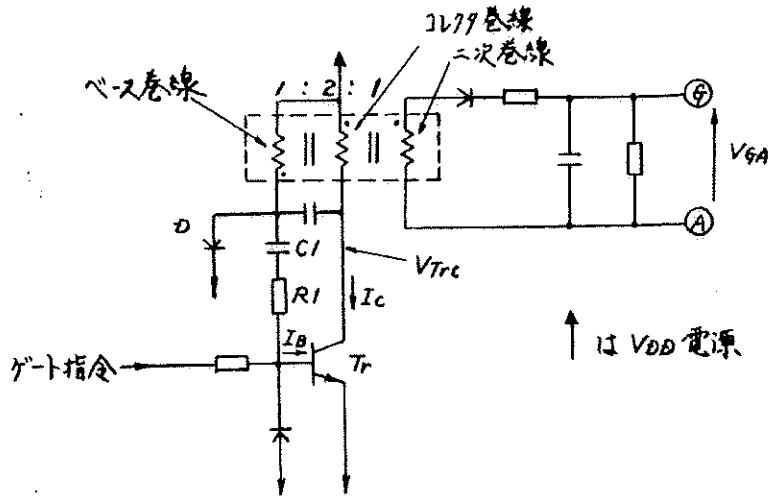 コレクタ巻線
二次巻線
ベース巻線
1 : 2 : 1
G
VGA
A
D
C1
VTrc
R1
Ic
IB
Tr
ゲート指令
は VDD 電源